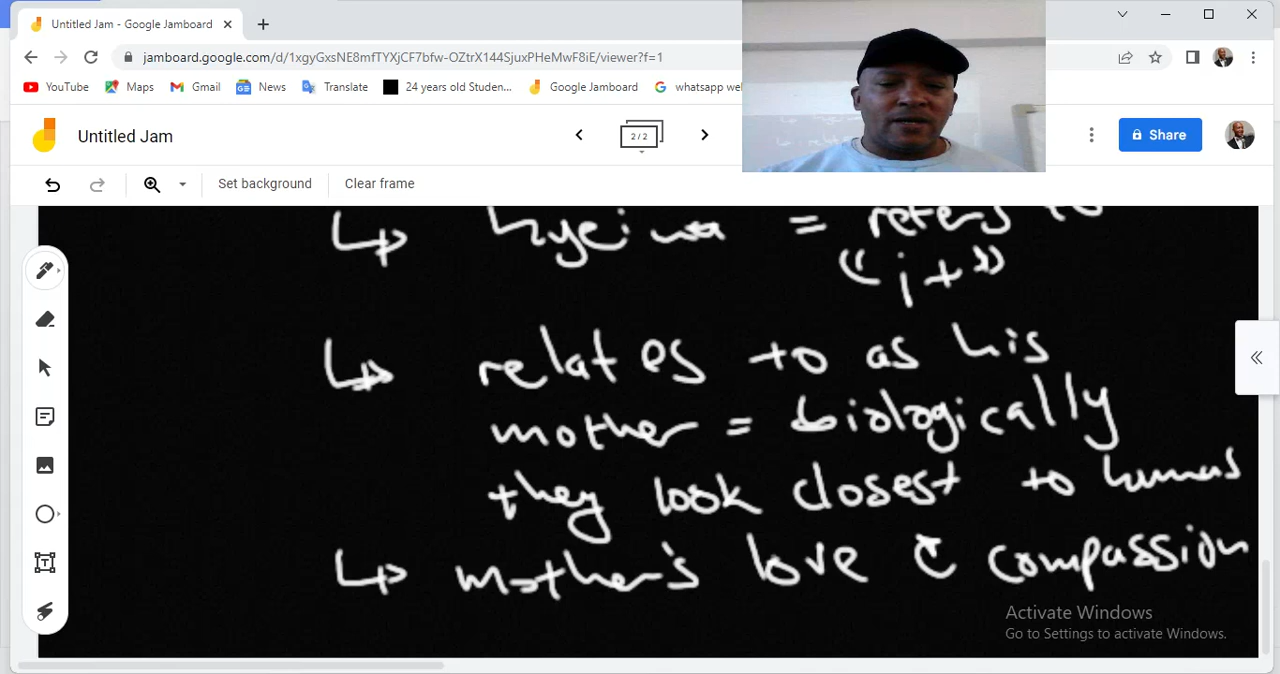 Untitled Jam - Google Jamboard
jamboard.google.com/d/1xgyGxsNE8mfTYXjCF7bfw-OZtrX144SjuxPHeMwF8iE/viewer?f=1
YouTube Maps Gmail News Translate 24 years old Studen... Google Jamboard whatsapp we
Untitled Jam
2/2
Share
Set background Clear frame
↳ hyeina = refers to
"it"
↳ relates to as his
mother = biologically
they look closest to humans
↳ mother's love & compassion
Activate Windows
Go to Settings to activate Windows.